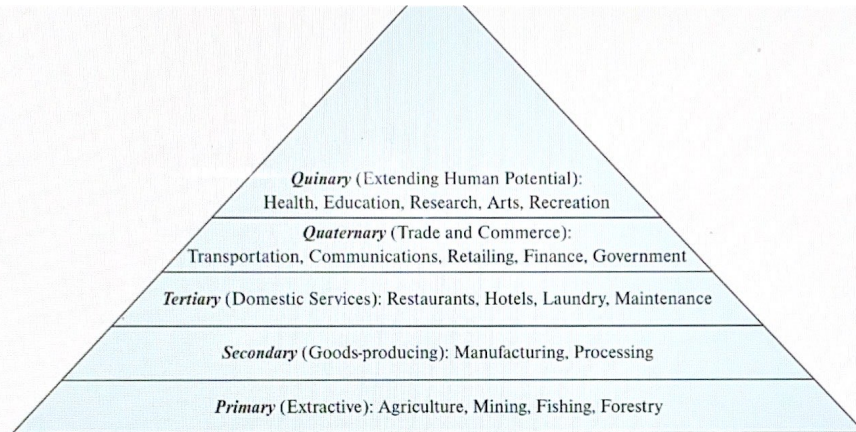 Quinary (Extending Human Potential):
Health, Education, Research, Arts, Recreation
Quaternary (Trade and Commerce):
Transportation, Communications, Retailing, Finance, Government
Tertiary (Domestic Services): Restaurants, Hotels, Laundry, Maintenance
Secondary (Goods-producing): Manufacturing, Processing
Primary (Extractive): Agriculture, Mining, Fishing, Forestry